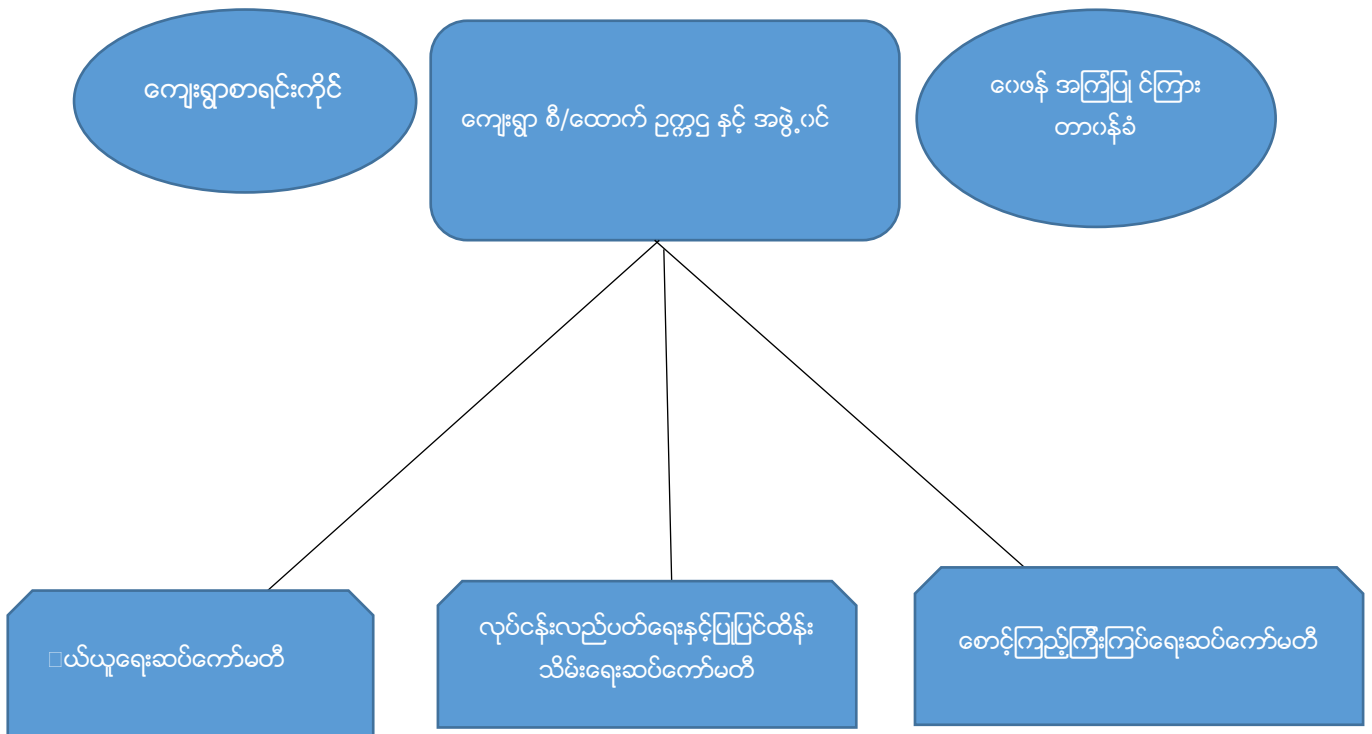 ကျေးရွာစာရင်းကိုင်
ကျေးရွာ စီ/ထောက် ဥက္ကဌ နှင့် အဖွဲ့ဝင်
ဝေဖန် အကြံပြု င်ကြား
တာဝန်ခံ
ယ်ယူရေးဆပ်ကော်မတီ
လုပ်ငန်းလည်ပတ်ရေးနှင့်ပြုပြင်ထိန်း
သိမ်းရေးဆပ်ကော်မတီ
စောင့်ကြည့်ကြီးကြပ်ရေးဆပ်ကော်မတီ